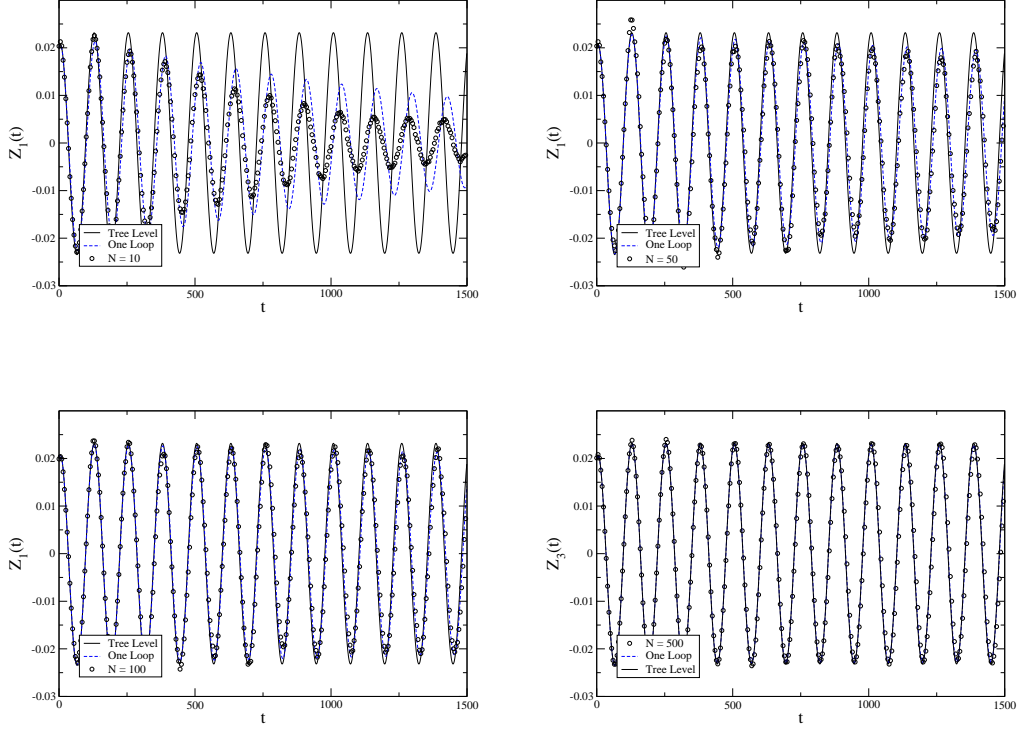 0.02
0.01
0
-0.01
-0.02
-0.03
Z_1(t)
Tree Level
One Loop
N = 10
0 500 1000 1500
t
0.02
0.01
0
-0.01
-0.02
-0.03
Z_1(t)
Tree Level
One Loop
N = 50
0 500 1000 1500
t
0.02
0.01
0
-0.01
-0.02
-0.03
Z_1(t)
Tree Level
One Loop
N = 100
0 500 1000 1500
t
0.02
0.01
0
-0.01
-0.02
-0.03
Z_3(t)
N = 500
One Loop
Tree Level
0 500 1000 1500
t